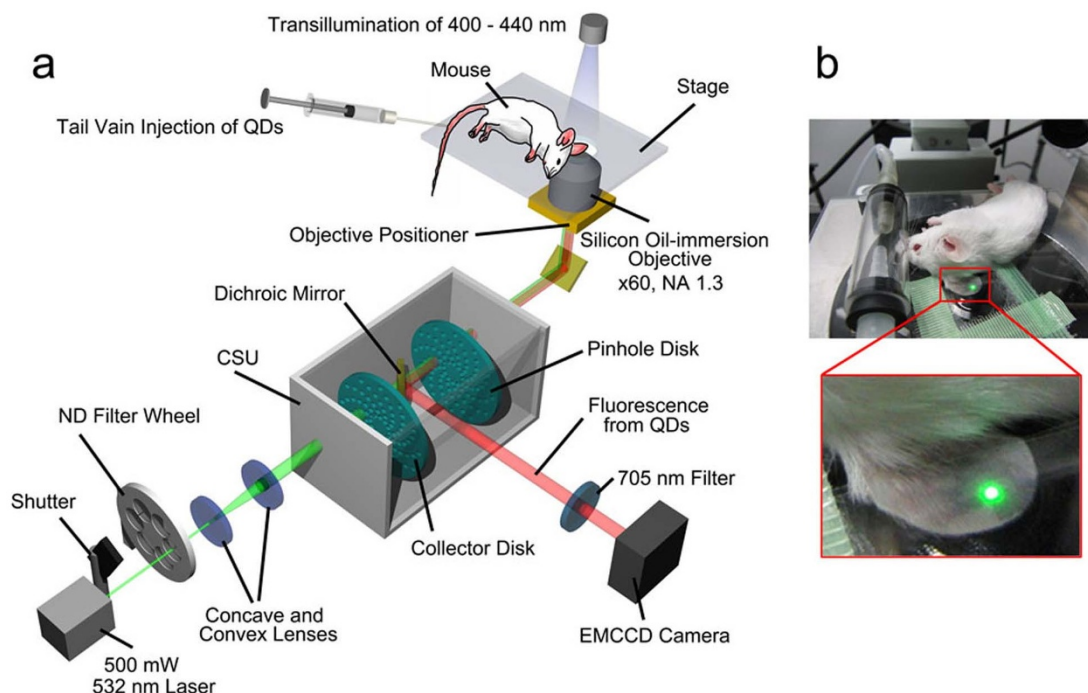 a
Transillumination of 400 - 440 nm
Mouse
Stage
Tail Vain Injection of QDs
Objective Positioner
Silicon Oil-immersion
Objective
x60, NA 1.3
Dichroic Mirror
CSU
Pinhole Disk
ND Filter Wheel
Fluorescence
from QDs
Shutter
705 nm Filter
Collector Disk
Concave and
Convex Lenses
EMCCD Camera
500 mW
532 nm Laser
b